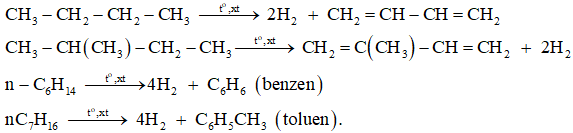 CH₃–CH₂–CH₂–CH₃ —t°,xt→ 2H₂ + CH₂=CH–CH=CH₂
CH₃–CH(CH₃)–CH₂–CH₃ —t°,xt→ CH₂=C(CH₃)–CH=CH₂ + 2H₂
n–C₆H₁₄ —t°,xt→ 4H₂ + C₆H₆ (benzen)
nC₇H₁₆ —t°,xt→ 4H₂ + C₆H₅CH₃ (toluen).